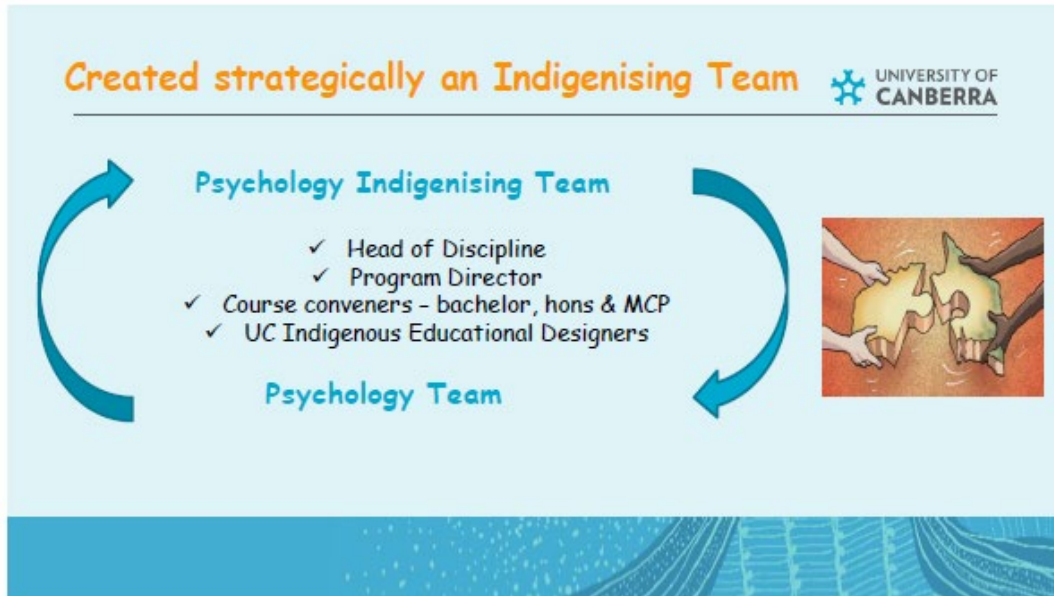 Created strategically an Indigenising Team
UNIVERSITY OF
CANBERRA
Psychology Indigenising Team
✓ Head of Discipline
✓ Program Director
✓ Course conveners – bachelor, hons & MCP
✓ UC Indigenous Educational Designers
Psychology Team